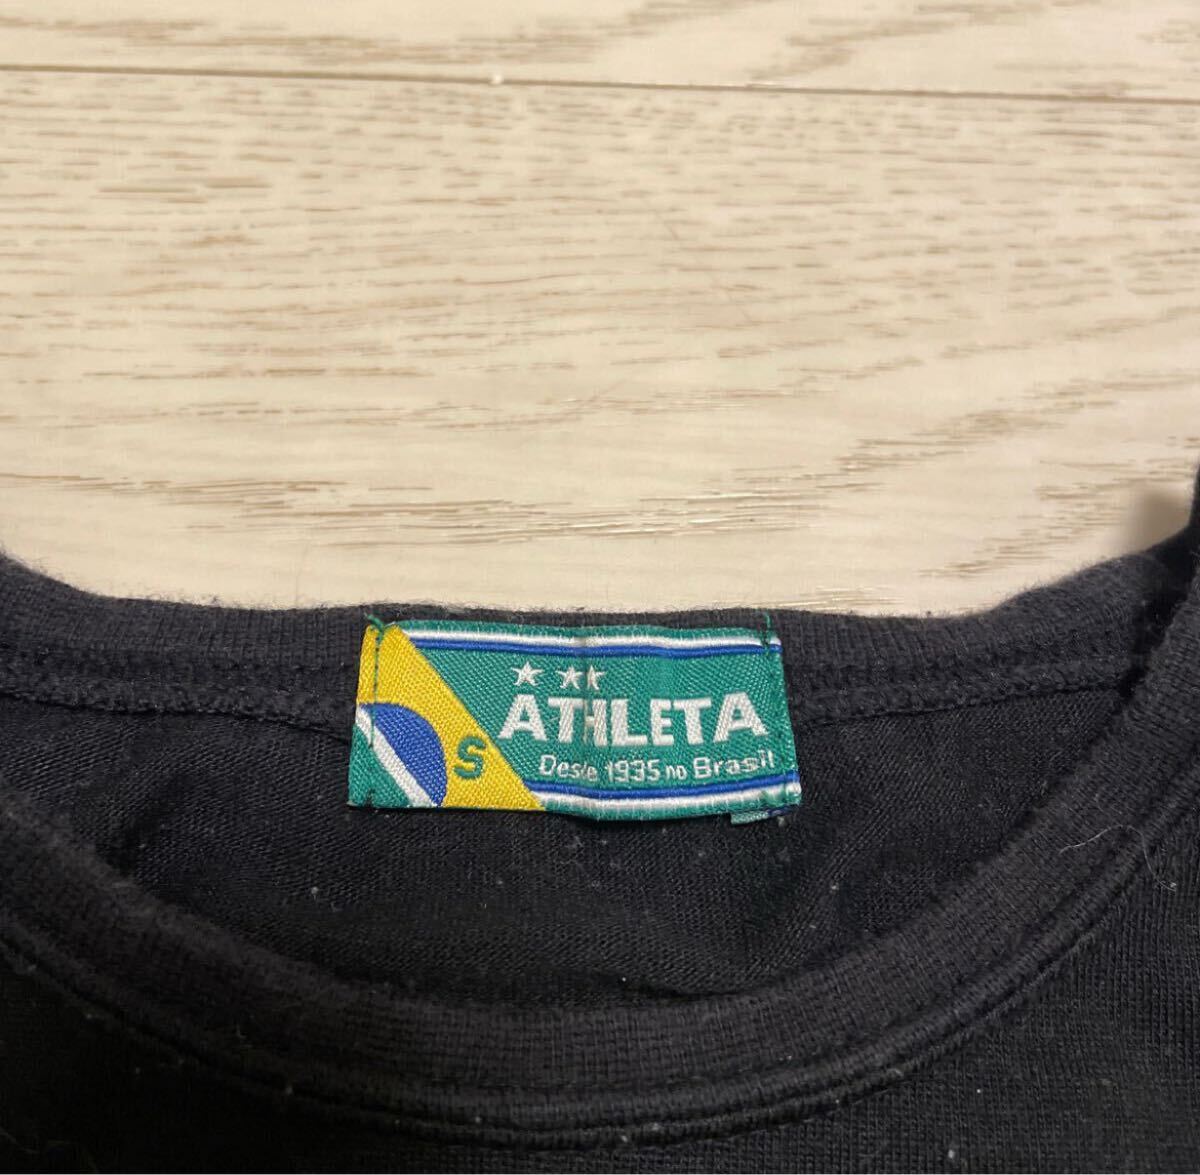 ATHLETA
Desde 1935 no Brasil
S